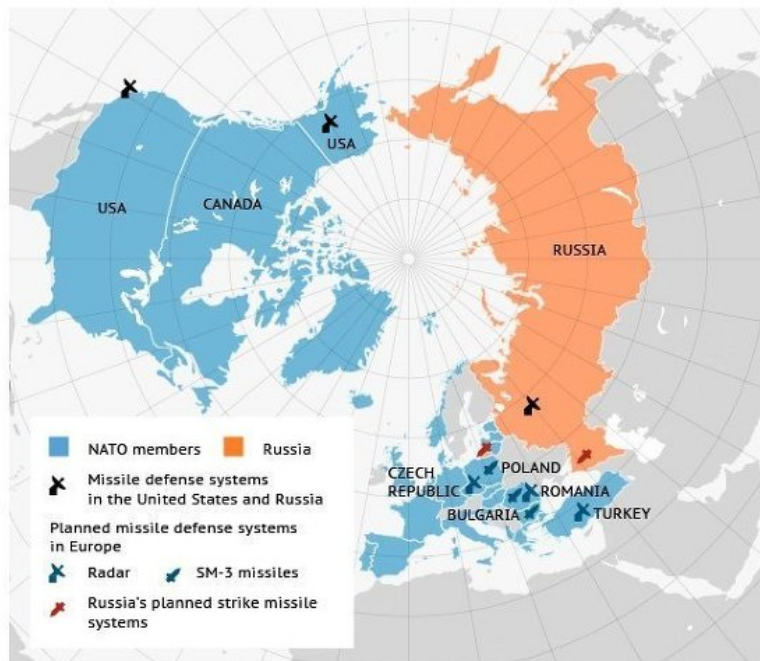 USA
USA
CANADA
RUSSIA
CZECH
REPUBLIC
POLAND
ROMANIA
BULGARIA
TURKEY
NATO members
Russia
Missile defense systems
in the United States and Russia
Planned missile defense systems
in Europe
Radar
SM-3 missiles
Russia's planned strike missile
systems